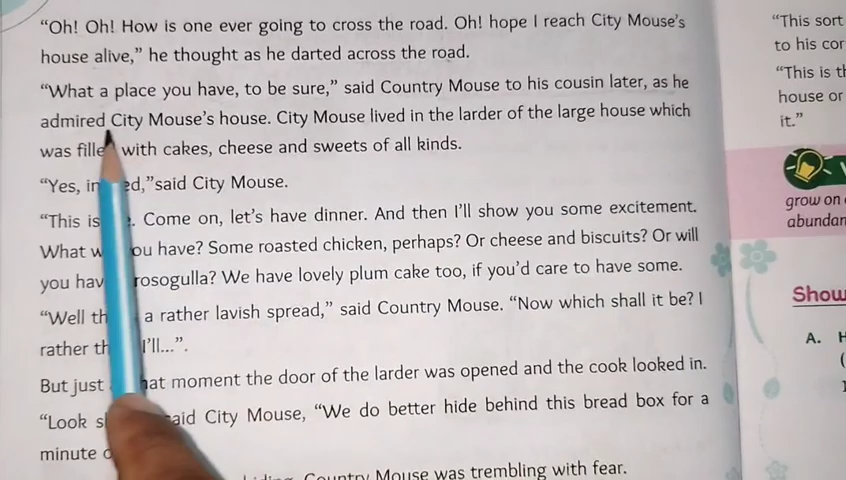 “Oh! Oh! How is one ever going to cross the road. Oh! hope I reach City Mouse’s
house alive,” he thought as he darted across the road.
“What a place you have, to be sure,” said Country Mouse to his cousin later, as he
admired City Mouse’s house. City Mouse lived in the larder of the large house which
was fille with cakes, cheese and sweets of all kinds.
“Yes, in ed,”said City Mouse.
“This is . Come on, let’s have dinner. And then I’ll show you some excitement.
What w ou have? Some roasted chicken, perhaps? Or cheese and biscuits? Or will
you hav rosogulla? We have lovely plum cake too, if you’d care to have some.
“Well th a rather lavish spread,” said Country Mouse. “Now which shall it be? I
rather th I’ll...”.
But just hat moment the door of the larder was opened and the cook looked in.
“Look s said City Mouse, “We do better hide behind this bread box for a
minute
Country Mouse was trembling with fear.
“This sort
to his cor
“This is th
house or
it.”
grow on
abundan
Show
A. H